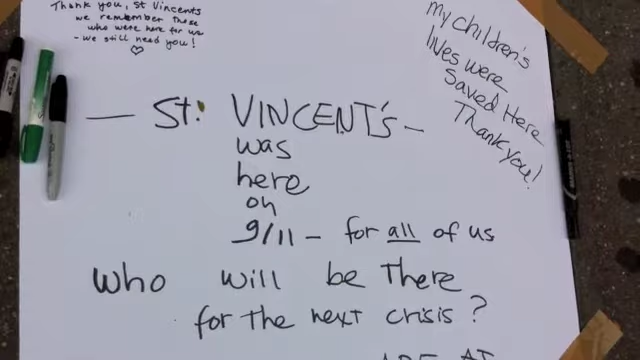 Thank you, St Vincents
we remember those
who were here for us
- we still need you!
My children's
lives were
saved Here
Thank you!
— St. VINCENT'S —
was
here
on
9/11 — for all of us
who will be There
for the next crisis?
ARE AT